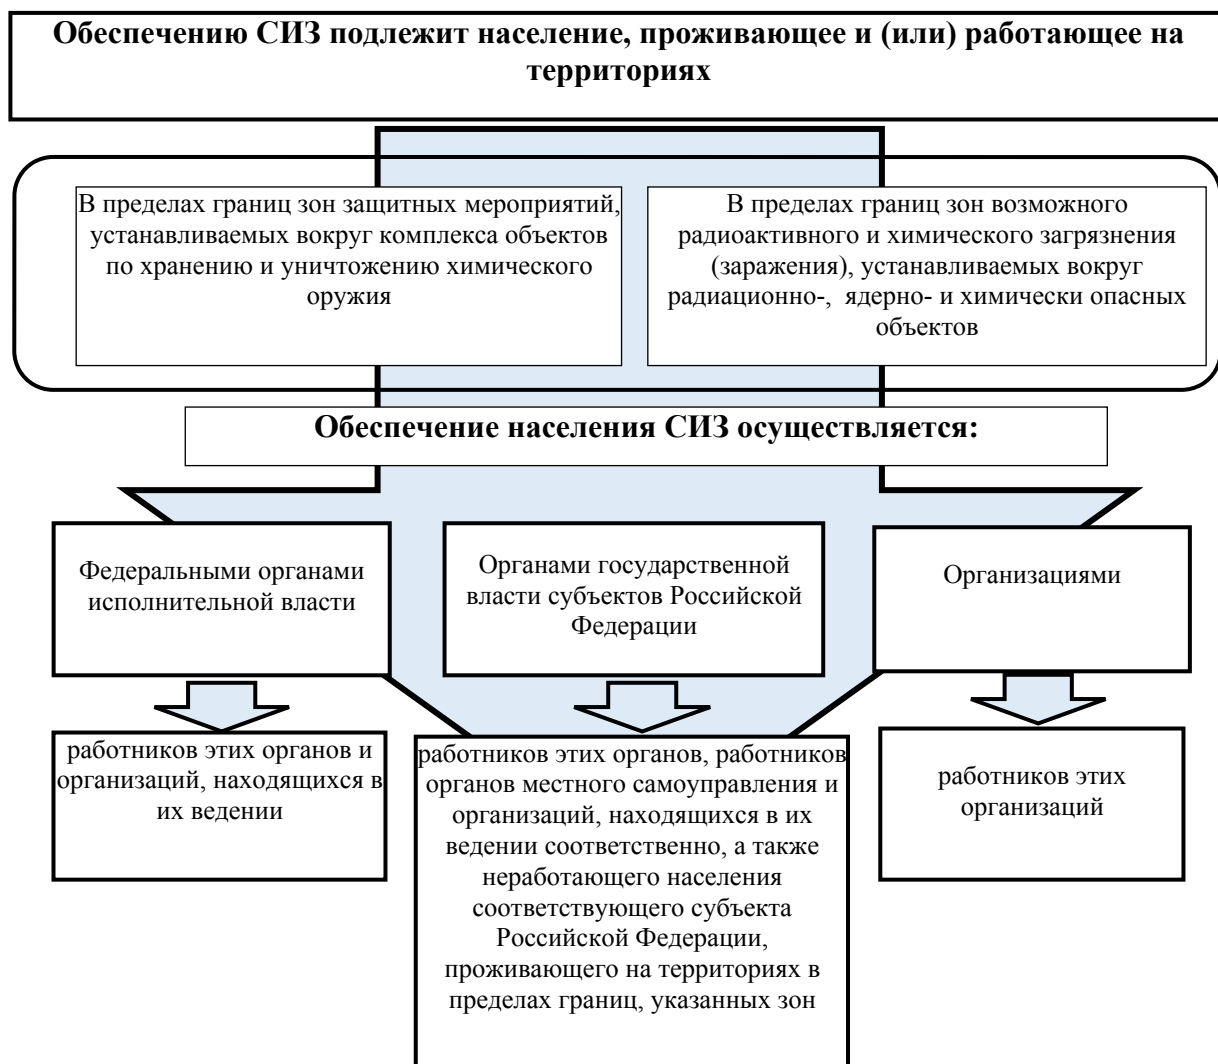 Обеспечению СИЗ подлежит население, проживающее и (или) работающее на
территориях
В пределах границ зон защитных мероприятий,
устанавливаемых вокруг комплекса объектов
по хранению и уничтожению химического
оружия
В пределах границ зон возможного
радиоактивного и химического загрязнения
(заражения), устанавливаемых вокруг
радиационно-, ядерно- и химически опасных
объектов
Обеспечение населения СИЗ осуществляется:
Федеральными органами
исполнительной власти
Органами государственной
власти субъектов Российской
Федерации
Организациями
работников этих органов и
организаций, находящихся в
их ведении
работников этих органов, работников
органов местного самоуправления и
организаций, находящихся в их
ведении соответственно, а также
неработающего населения
соответствующего субъекта
Российской Федерации,
проживающего на территориях в
пределах границ, указанных зон
работников этих
организаций